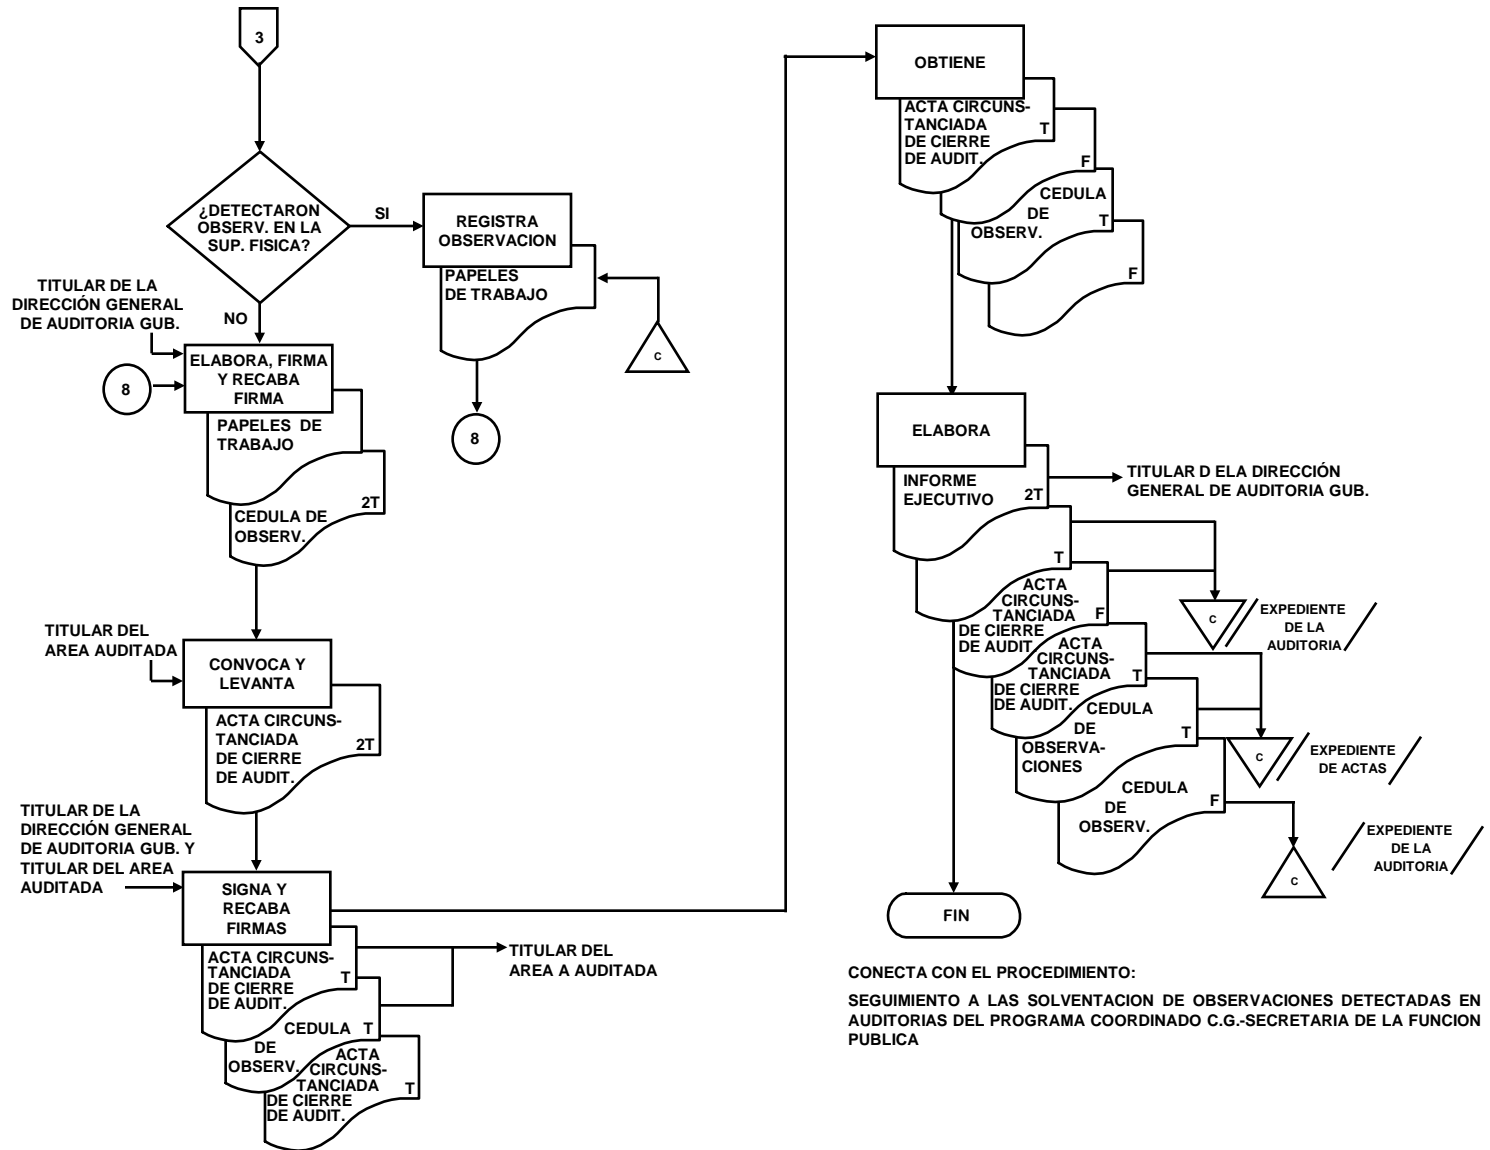 3
¿DETECTARON
OBSERV. EN LA
SUP. FISICA?
SI
REGISTRA
OBSERVACION
PAPELES
DE TRABAJO
C
8
TITULAR DE LA
DIRECCIÓN GENERAL
DE AUDITORIA GUB.
NO
8
ELABORA, FIRMA
Y RECABA
FIRMA
PAPELES DE
TRABAJO
2T
CEDULA DE
OBSERV.
TITULAR DEL
AREA AUDITADA
CONVOCA Y
LEVANTA
ACTA CIRCUNS-
TANCIADA
DE CIERRE
DE AUDIT.
2T
TITULAR DE LA
DIRECCIÓN GENERAL
DE AUDITORIA GUB. Y
TITULAR DEL AREA
AUDITADA
SIGNA Y
RECABA
FIRMAS
ACTA CIRCUNS-
TANCIADA
DE CIERRE
DE AUDIT.
T
CEDULA
DE
OBSERV.
T
ACTA
CIRCUNS-
TANCIADA
DE CIERRE
DE AUDIT.
T
TITULAR DEL
AREA A AUDITADA
OBTIENE
ACTA CIRCUNS-
TANCIADA
DE CIERRE
DE AUDIT.
T
F
CEDULA
DE
OBSERV.
T
F
ELABORA
INFORME
EJECUTIVO
2T
TITULAR D ELA DIRECCIÓN
GENERAL DE AUDITORIA GUB.
T
ACTA
CIRCUNS-
TANCIADA
DE CIERRE
DE AUDIT.
F
C
EXPEDIENTE
DE LA
AUDITORIA
ACTA
CIRCUNS-
TANCIADA
DE CIERRE
DE AUDIT.
T
CEDULA
DE
OBSERVA-
CIONES
T
C
EXPEDIENTE
DE ACTAS
CEDULA
DE
OBSERV.
F
C
EXPEDIENTE
DE LA
AUDITORIA
FIN
CONECTA CON EL PROCEDIMIENTO:
SEGUIMIENTO A LAS SOLVENTACION DE OBSERVACIONES DETECTADAS EN
AUDITORIAS DEL PROGRAMA COORDINADO C.G.-SECRETARIA DE LA FUNCION
PUBLICA